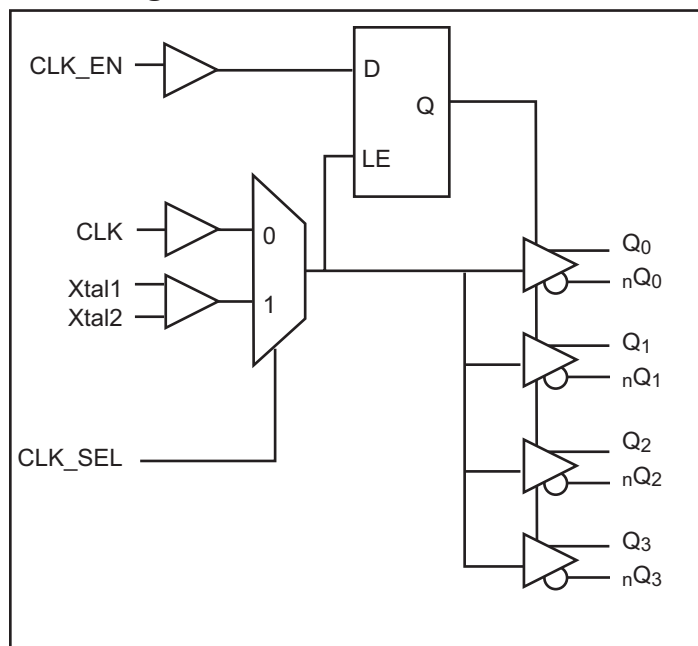 CLK_EN
D
Q
LE
CLK
0
Xtal1
1
Xtal2
CLK_SEL
Q0
nQ0
Q1
nQ1
Q2
nQ2
Q3
nQ3